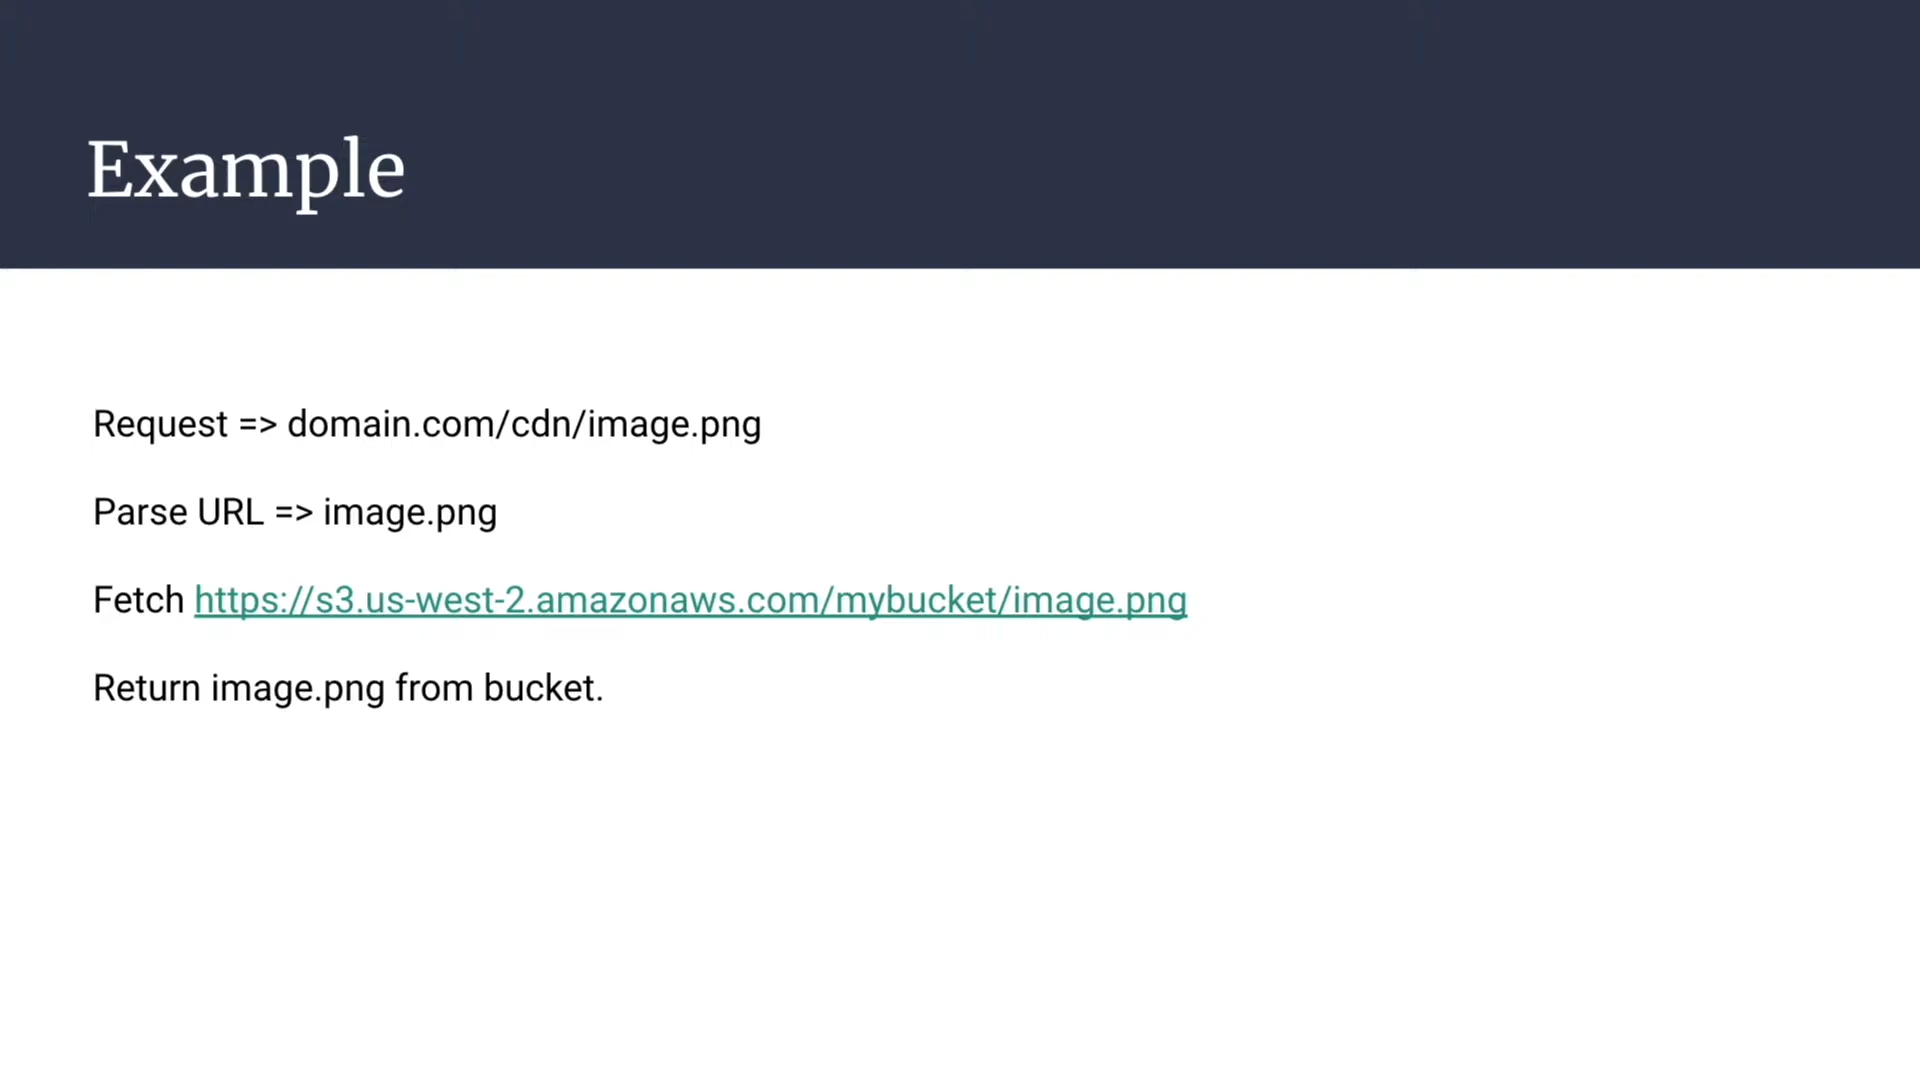 Example
Request => domain.com/cdn/image.png
Parse URL => image.png
Fetch https://s3.us-west-2.amazonaws.com/mybucket/image.png
Return image.png from bucket.